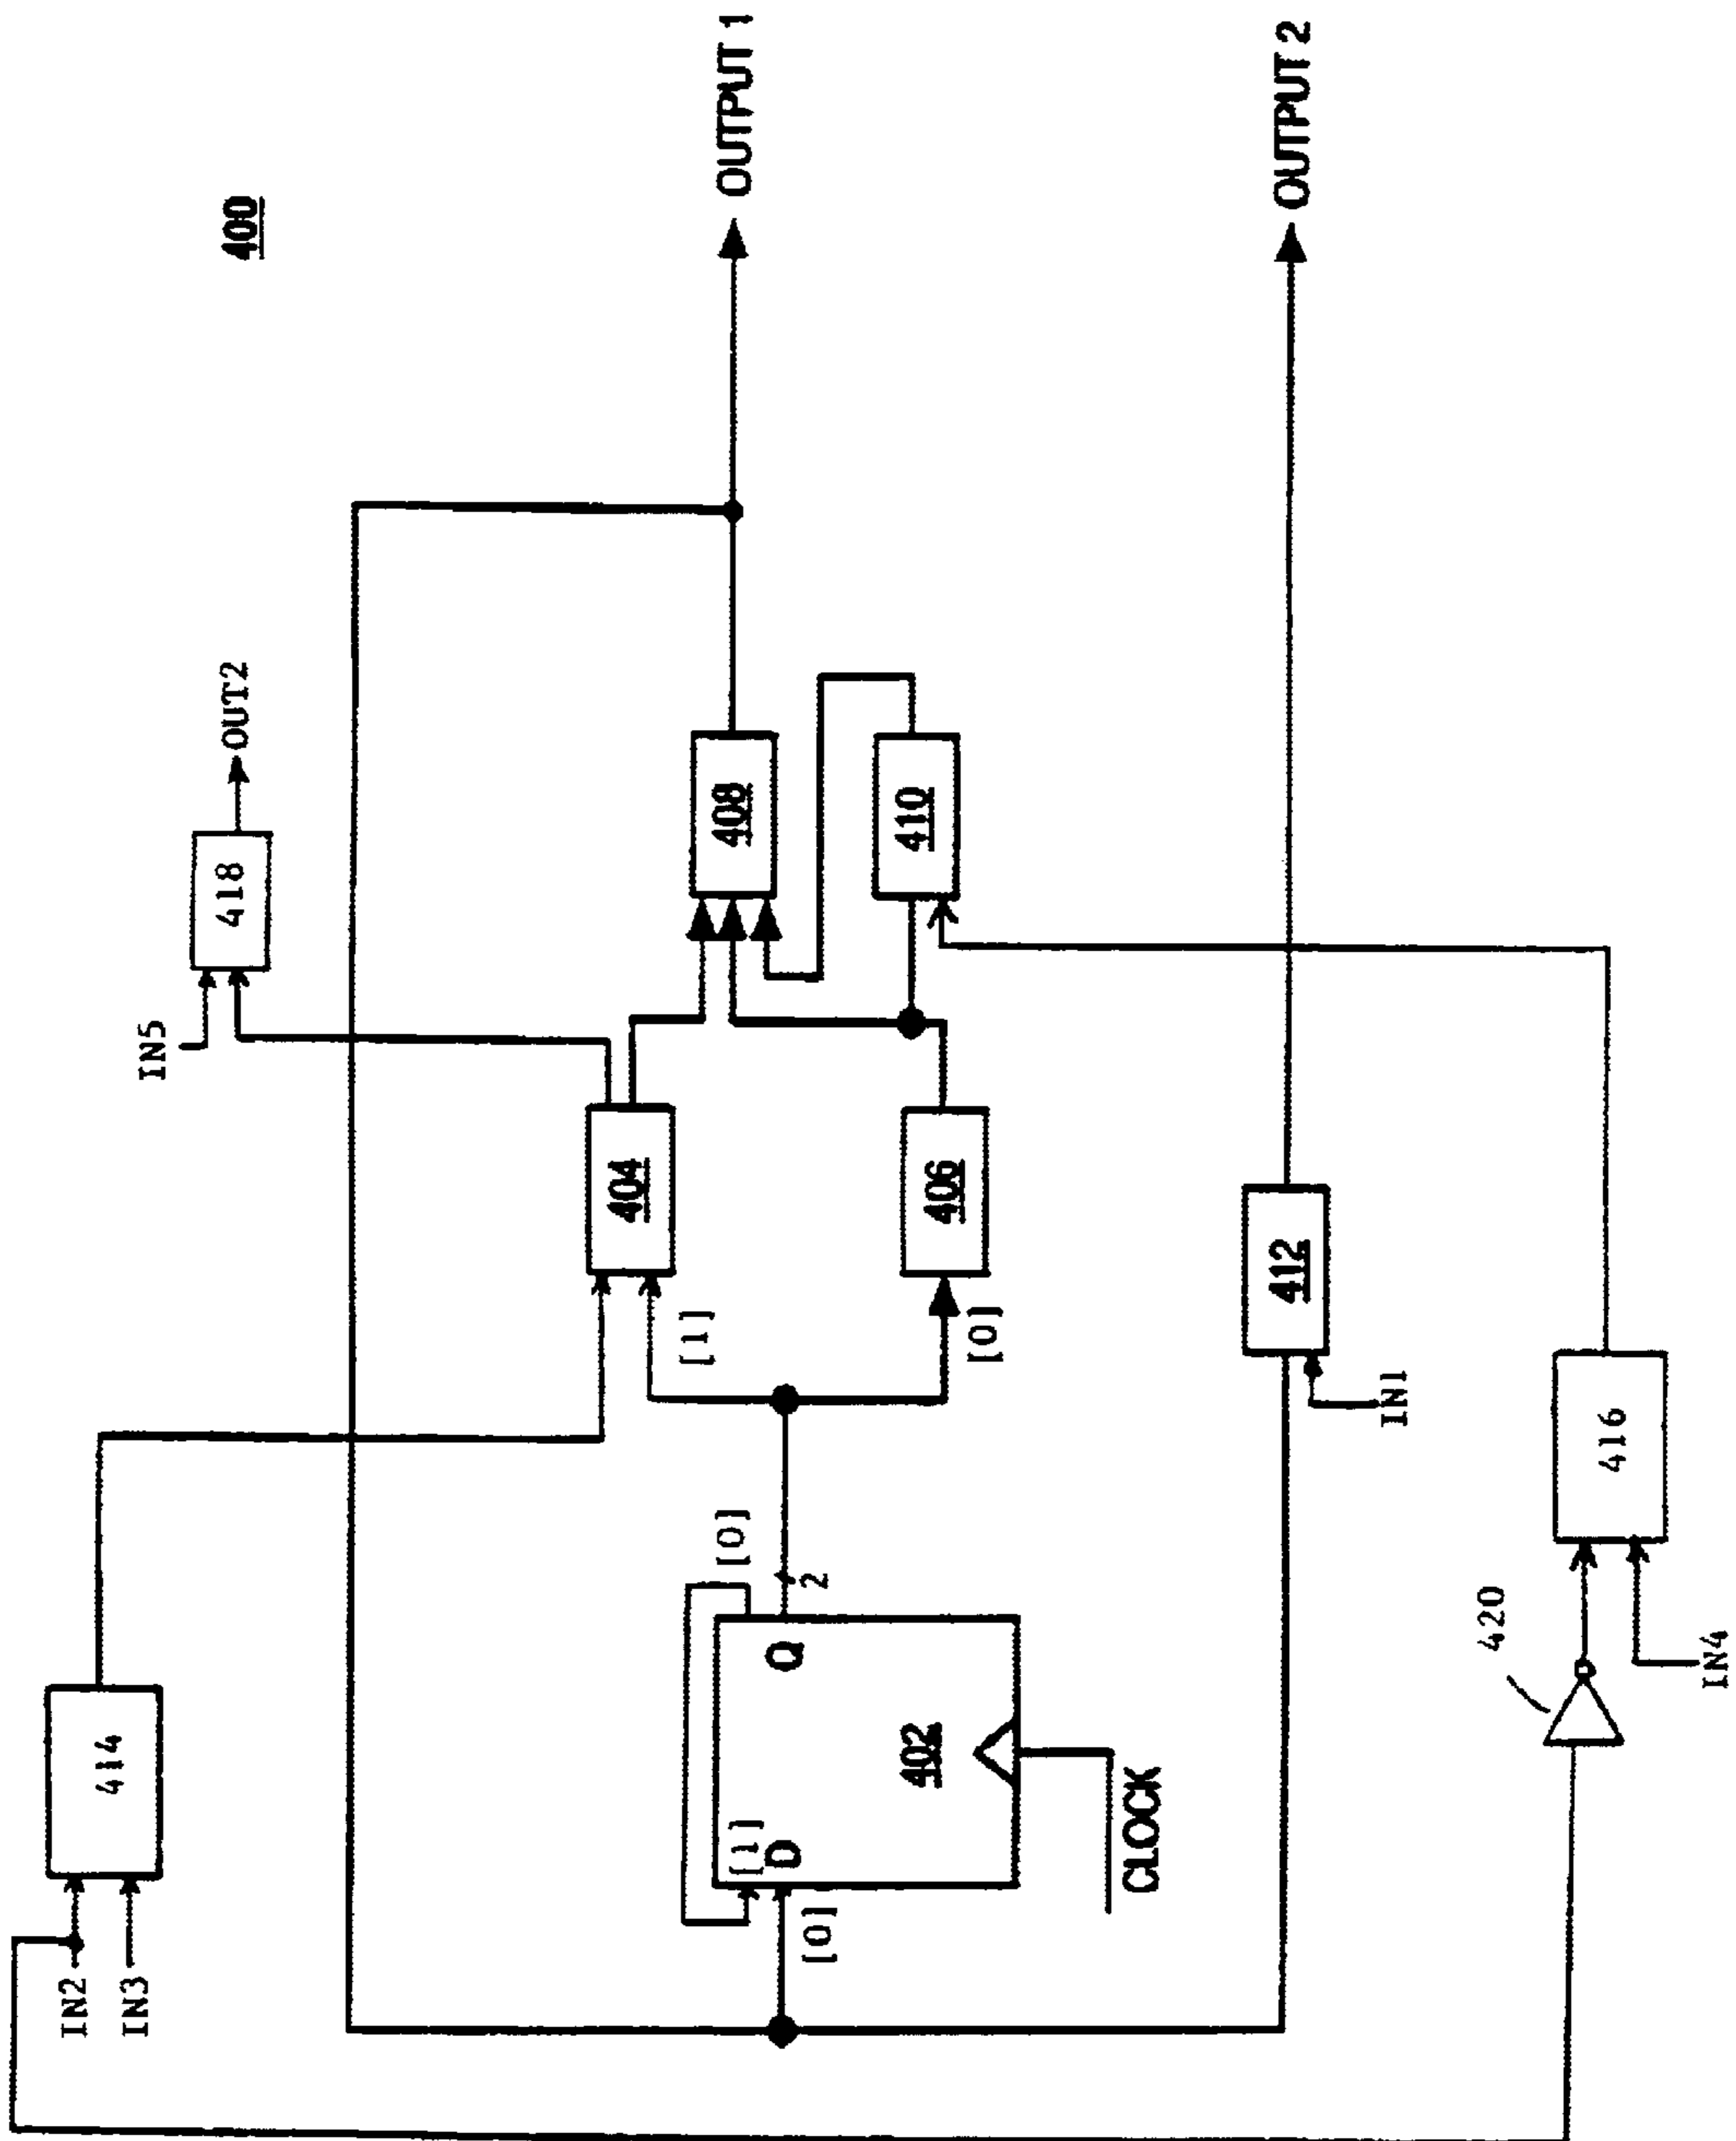 400
IN2
IN3
414
IN5
418
OUT2
404
[1]
408
OUTPUT 1
[0]
[1]
D
[0]
Q
2
402
CLOCK
406
[0]
410
412
IN1
OUTPUT 2
420
416
IN4